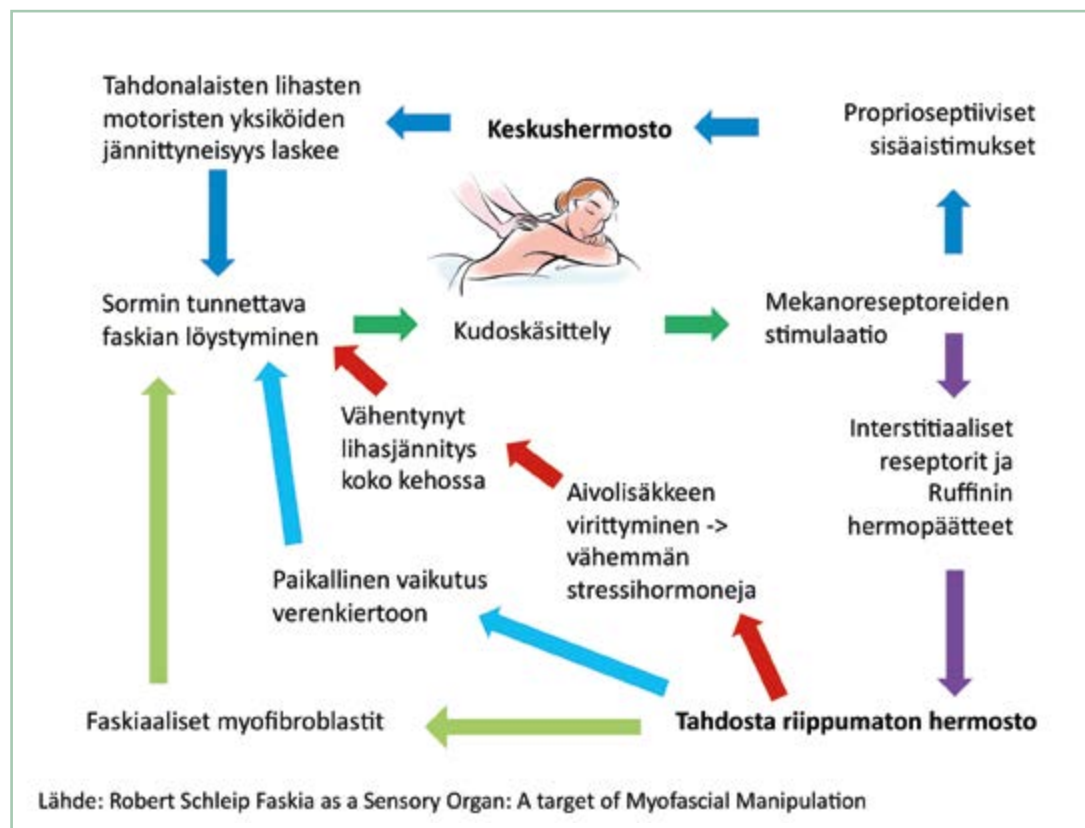 Tahdonalaisten lihasten
motoristen yksiköiden
jännittyneisyys laskee
Keskushermosto
Proprioseptiiviset
sisäaistimukset
Sormin tunnettava
faskian löystyminen
Kudoskäsittely
Mekanoreseptoreiden
stimulaatio
Vähentynyt
lihasjännitys
koko kehossa
Interstitiaaliset
reseptorit ja
Ruffinin
hermopäätteet
Aivolisäkkeen
virittyminen ->
vähemmän
stressihormoneja
Paikallinen vaikutus
verenkiertoon
Faskiaaliset myofibroblastit
Tahdosta riippumaton hermosto
Lähde: Robert Schleip Faskia as a Sensory Organ: A target of Myofascial Manipulation